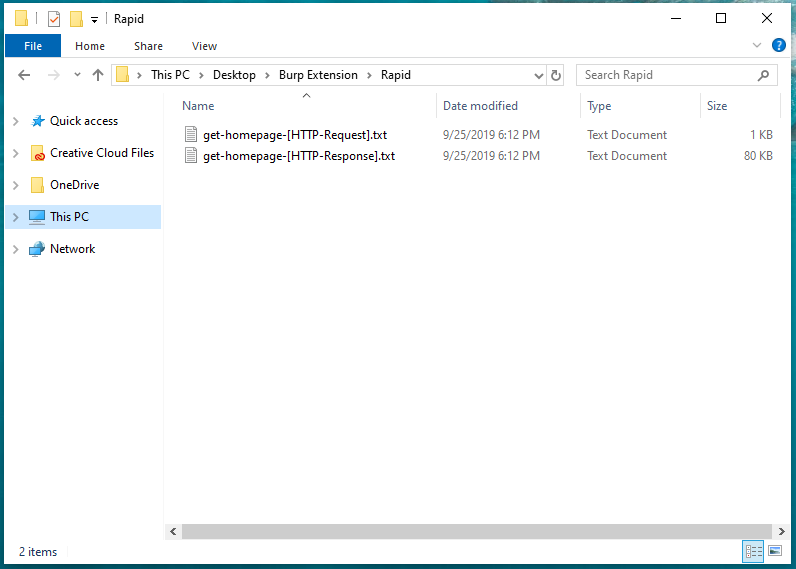 Rapid
File Home Share View
This PC Desktop Burp Extension Rapid Search Rapid
Name Date modified Type Size
Quick access
Creative Cloud Files
OneDrive
This PC
Network
get-homepage-[HTTP-Request].txt 9/25/2019 6:12 PM Text Document 1 KB
get-homepage-[HTTP-Response].txt 9/25/2019 6:12 PM Text Document 80 KB
2 items